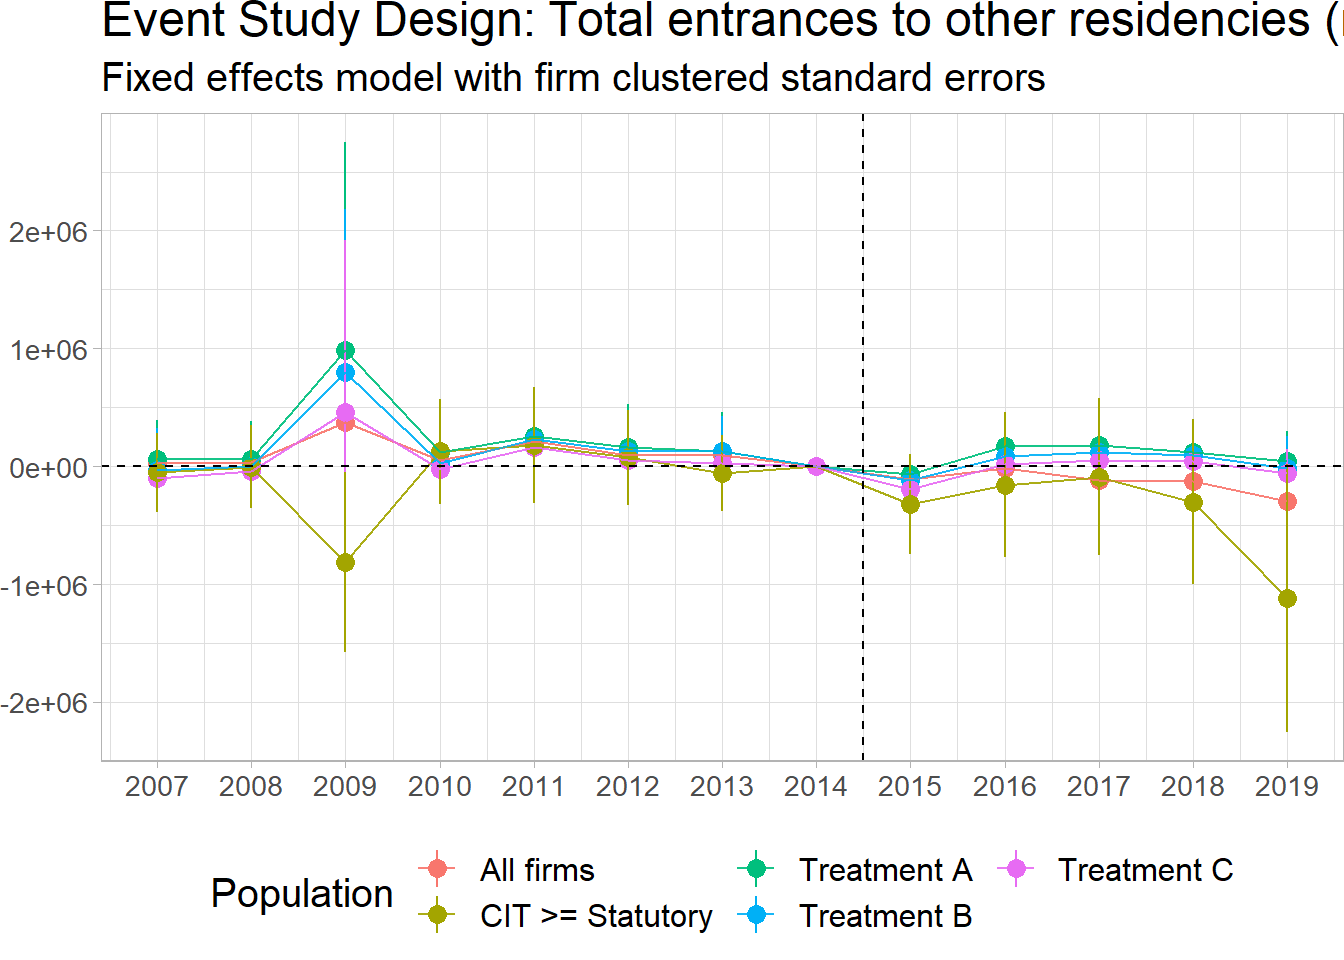 Event Study Design: Total entrances to other residencies (
Fixed effects model with firm clustered standard errors
2e+06
1e+06
0e+00
-1e+06
-2e+06
2007 2008 2009 2010 2011 2012 2013 2014 2015 2016 2017 2018 2019
Population
All firms
CIT >= Statutory
Treatment A
Treatment B
Treatment C